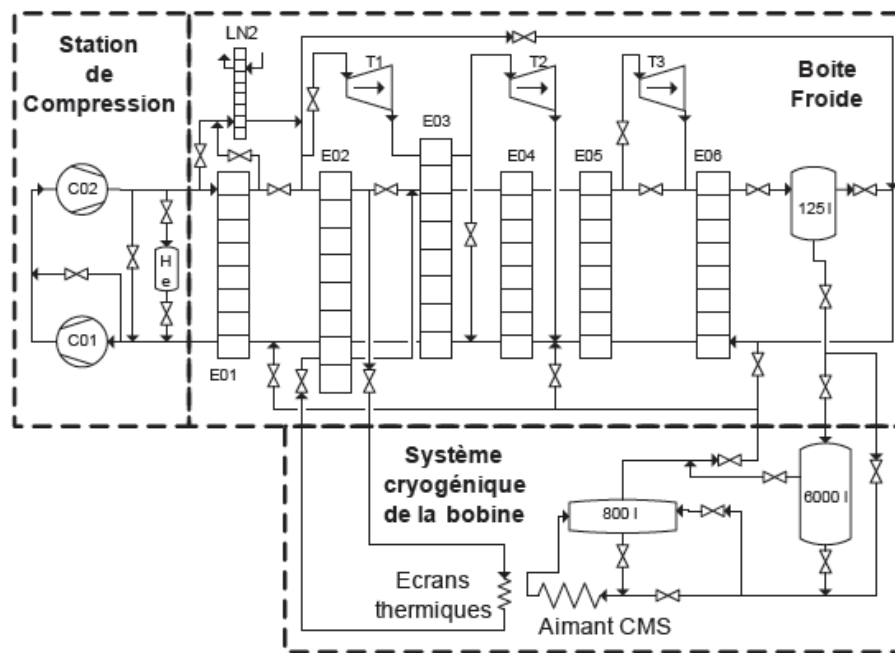 Station
de
Compression
LN2
T1
T2
T3
Boite
Froide
E03
E02
E04
E05
E06
C02
He
125 l
C01
E01
Système
cryogénique
de la bobine
800 l
6000 l
Ecrans
thermiques
Aimant CMS